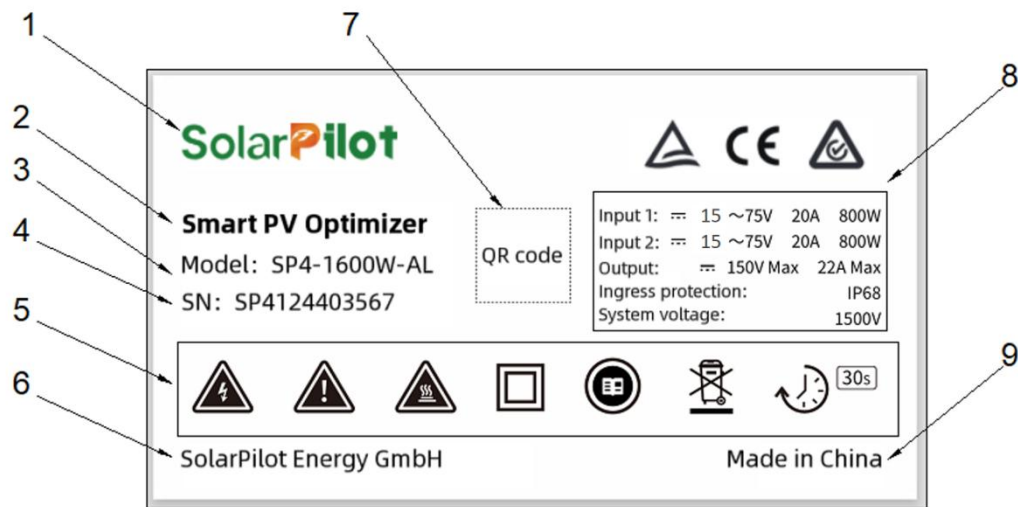 1
7
8
2
3
4
5
6
9
SolarPilot
CE
Smart PV Optimizer
Model: SP4-1600W-AL
SN: SP4124403567
QR code
Input 1: ⎓ 15 ～75V 20A 800W
Input 2: ⎓ 15 ～75V 20A 800W
Output: ⎓ 150V Max 22A Max
Ingress protection: IP68
System voltage: 1500V
30s
SolarPilot Energy GmbH
Made in China